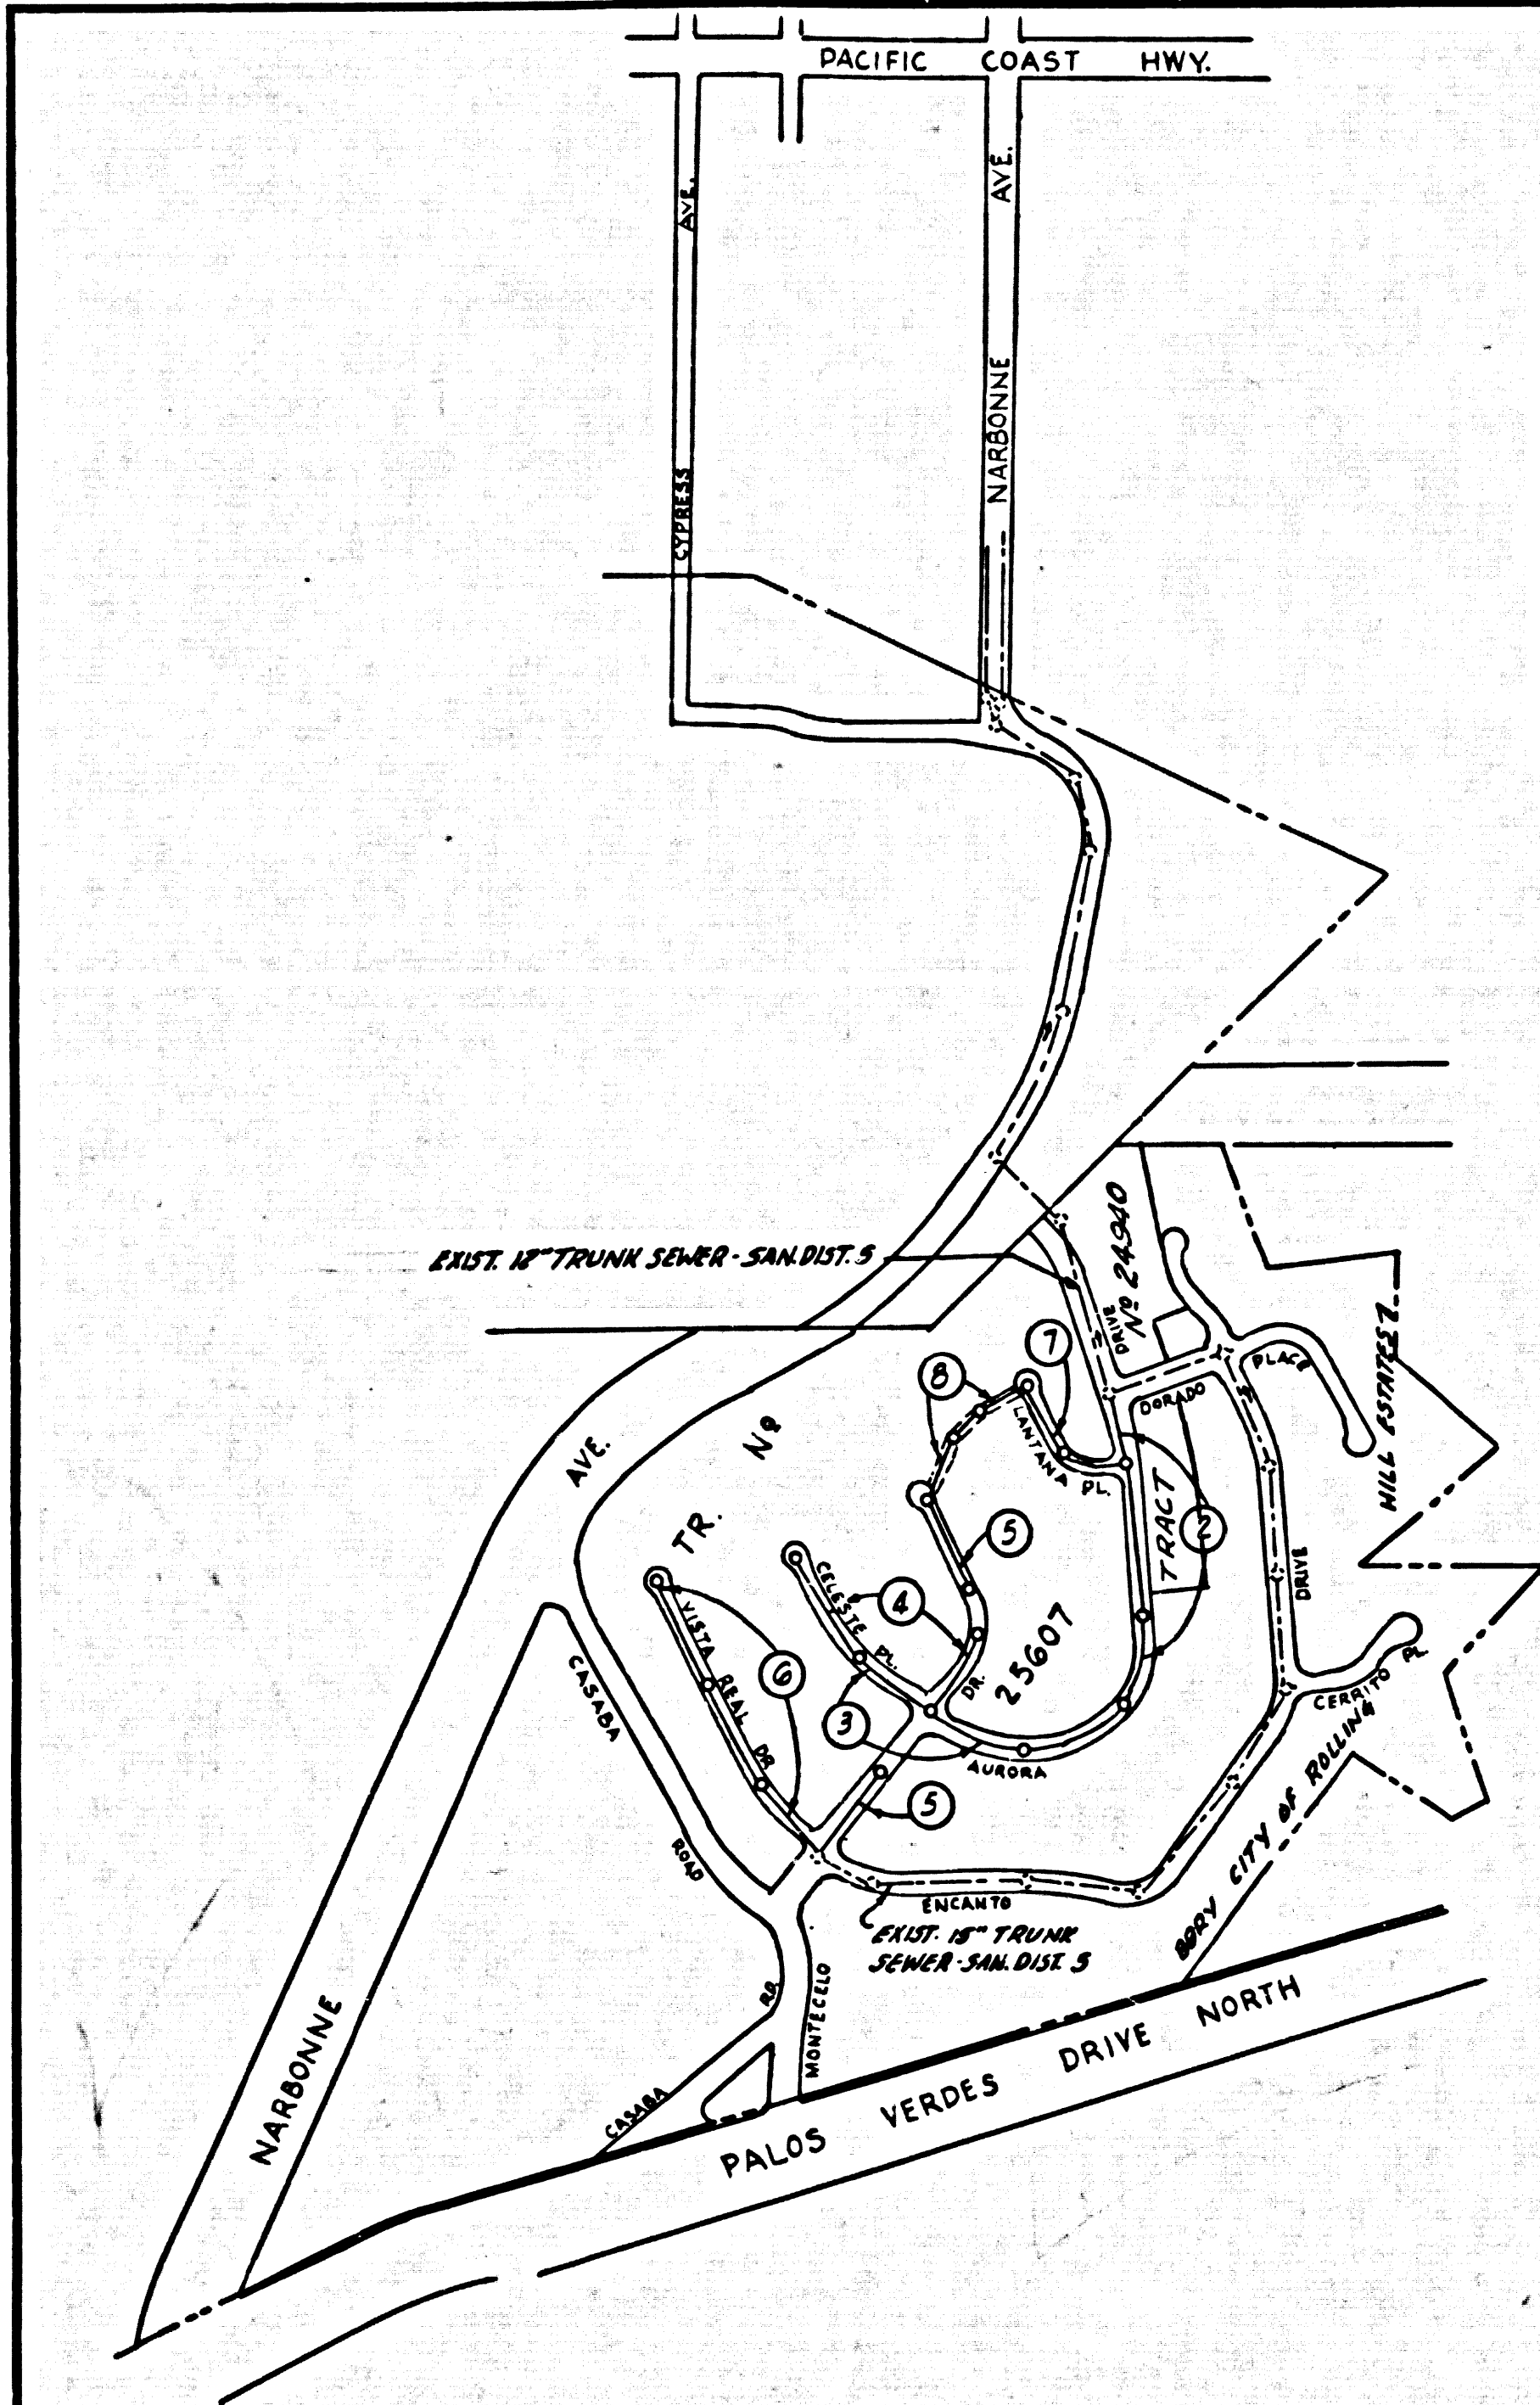 PACIFIC COAST HWY.
AVE.
AVE.
NARBONNE
CYPRESS
Nº 24940
EXIST. 12" TRUNK SEWER - SAN. DIST. 5
DRIVE
7
8
PLACE
HILL ESTATES
DORADO
LANTANA PL.
AVE.
Nº
TR.
TRACT
2
5
DRIVE
CELESTE PL.
4
VISTA REAL DR.
25607
CASABA
6
DR.
3
CERRITO PL.
AURORA
5
ROAD
BDRY CITY OF ROLLING
ENCANTO
EXIST. 15" TRUNK
SEWER - SAN. DIST. 5
RD.
MONTECELO
NARBONNE
CASABA
PALOS VERDES DRIVE NORTH